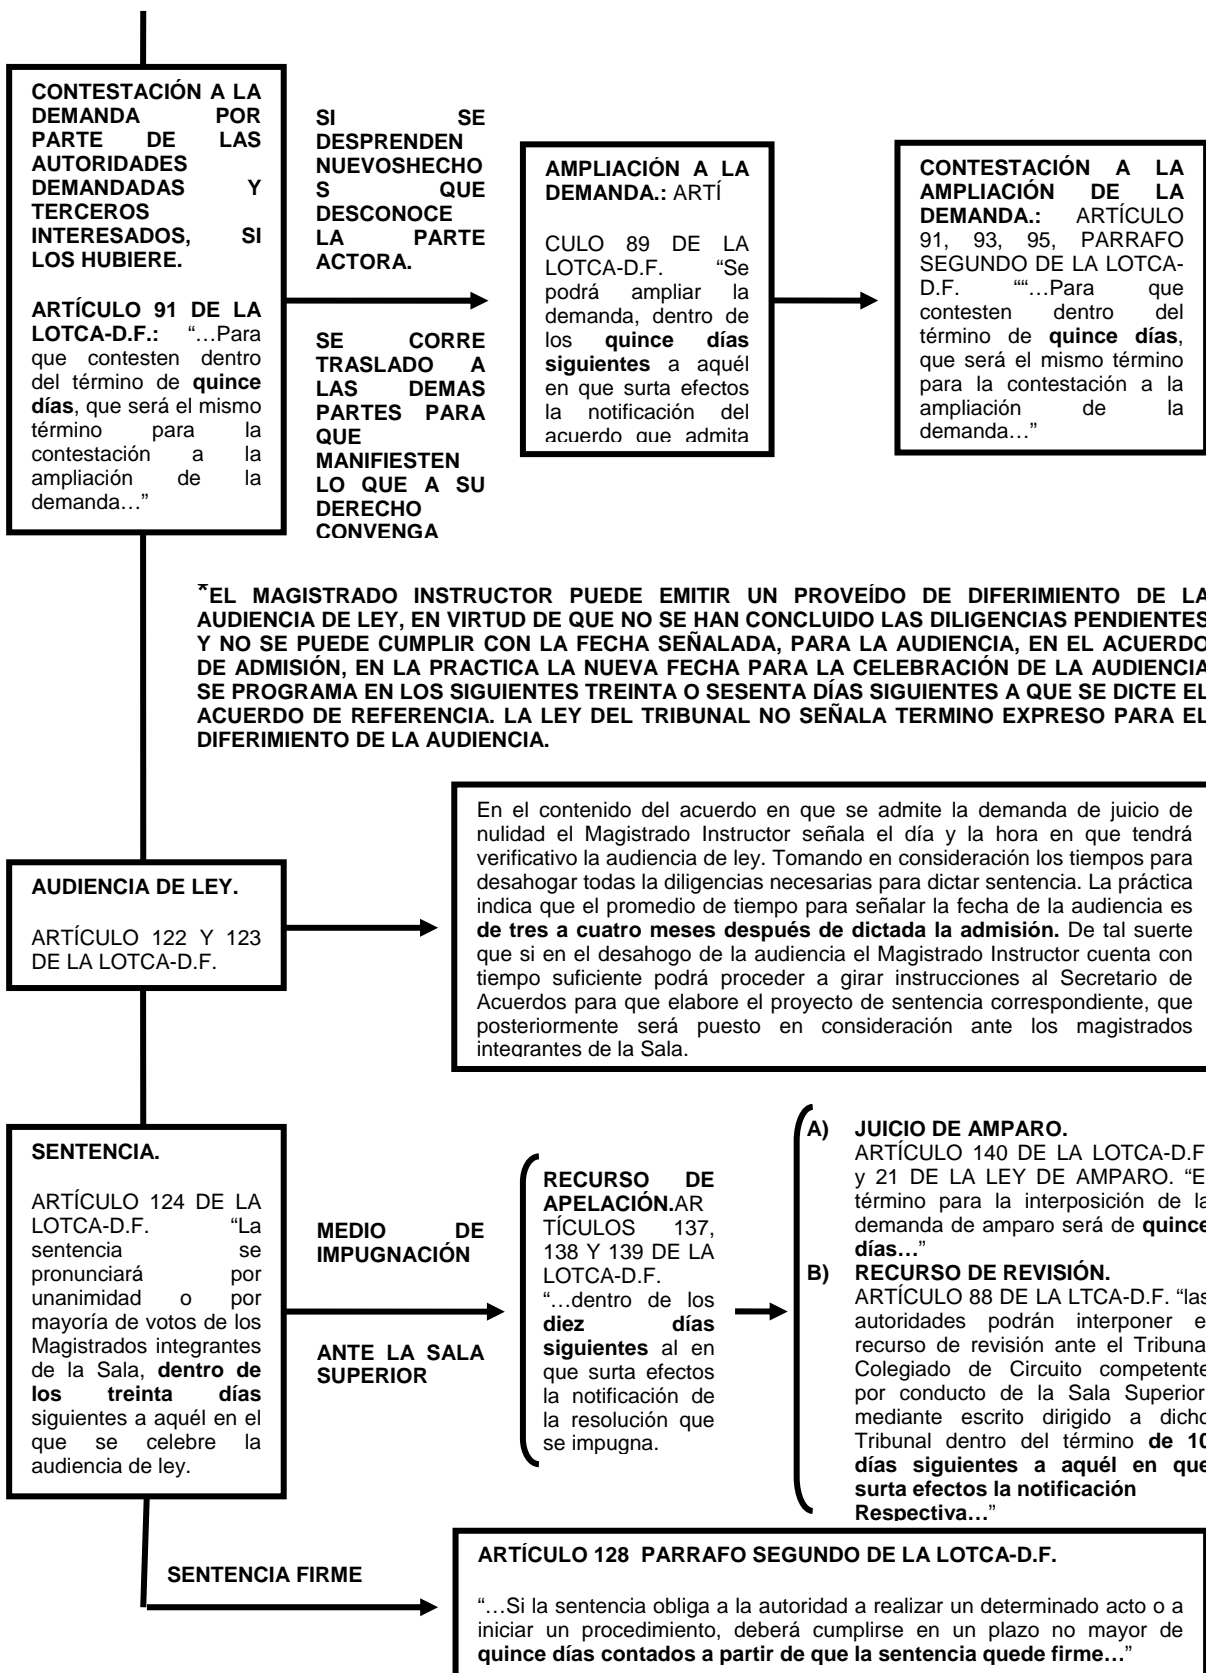 CONTESTACIÓN A LA
DEMANDA POR
PARTE DE LAS
AUTORIDADES
DEMANDADAS Y
TERCEROS
INTERESADOS, SI
LOS HUBIERE.
ARTÍCULO 91 DE LA
LOTCA-D.F.: “…Para
que contesten dentro
del término de quince
días, que será el mismo
término para la
contestación a la
ampliación de la
demanda…”
SI SE
DESPRENDEN
NUEVOSHECHO
S QUE
DESCONOCE
LA PARTE
ACTORA.
SE CORRE
TRASLADO A
LAS DEMAS
PARTES PARA
QUE
MANIFIESTEN
LO QUE A SU
DERECHO
CONVENGA
AMPLIACIÓN A LA
DEMANDA.: ARTÍ
CULO 89 DE LA
LOTCA-D.F. “Se
podrá ampliar la
demanda, dentro de
los quince días
siguientes a aquél
en que surta efectos
la notificación del
acuerdo que admita
CONTESTACIÓN A LA
AMPLIACIÓN DE LA
DEMANDA.: ARTÍCULO
91, 93, 95, PARRAFO
SEGUNDO DE LA LOTCA-
D.F. ““…Para que
contesten dentro del
término de quince días,
que será el mismo término
para la contestación a la
ampliación de la
demanda…”
*EL MAGISTRADO INSTRUCTOR PUEDE EMITIR UN PROVEÍDO DE DIFERIMIENTO DE LA
AUDIENCIA DE LEY, EN VIRTUD DE QUE NO SE HAN CONCLUIDO LAS DILIGENCIAS PENDIENTES
Y NO SE PUEDE CUMPLIR CON LA FECHA SEÑALADA, PARA LA AUDIENCIA, EN EL ACUERDO
DE ADMISIÓN, EN LA PRACTICA LA NUEVA FECHA PARA LA CELEBRACIÓN DE LA AUDIENCIA
SE PROGRAMA EN LOS SIGUIENTES TREINTA O SESENTA DÍAS SIGUIENTES A QUE SE DICTE EL
ACUERDO DE REFERENCIA. LA LEY DEL TRIBUNAL NO SEÑALA TERMINO EXPRESO PARA EL
DIFERIMIENTO DE LA AUDIENCIA.
AUDIENCIA DE LEY.
ARTÍCULO 122 Y 123
DE LA LOTCA-D.F.
En el contenido del acuerdo en que se admite la demanda de juicio de
nulidad el Magistrado Instructor señala el día y la hora en que tendrá
verificativo la audiencia de ley. Tomando en consideración los tiempos para
desahogar todas la diligencias necesarias para dictar sentencia. La práctica
indica que el promedio de tiempo para señalar la fecha de la audiencia es
de tres a cuatro meses después de dictada la admisión. De tal suerte
que si en el desahogo de la audiencia el Magistrado Instructor cuenta con
tiempo suficiente podrá proceder a girar instrucciones al Secretario de
Acuerdos para que elabore el proyecto de sentencia correspondiente, que
posteriormente será puesto en consideración ante los magistrados
integrantes de la Sala.
SENTENCIA.
ARTÍCULO 124 DE LA
LOTCA-D.F. “La
sentencia se
pronunciará por
unanimidad o por
mayoría de votos de los
Magistrados integrantes
de la Sala, dentro de
los treinta días
siguientes a aquél en el
que se celebre la
audiencia de ley.
MEDIO DE
IMPUGNACIÓN
ANTE LA SALA
SUPERIOR
RECURSO DE
APELACIÓN.AR
TÍCULOS 137,
138 Y 139 DE LA
LOTCA-D.F.
“…dentro de los
diez días
siguientes al en
que surta efectos
la notificación de
la resolución que
se impugna.
A) JUICIO DE AMPARO.
ARTÍCULO 140 DE LA LOTCA-D.F
y 21 DE LA LEY DE AMPARO. “E
término para la interposición de la
demanda de amparo será de quince
días…”
B) RECURSO DE REVISIÓN.
ARTÍCULO 88 DE LA LTCA-D.F. “las
autoridades podrán interponer e
recurso de revisión ante el Tribuna
Colegiado de Circuito competente
por conducto de la Sala Superior
mediante escrito dirigido a dicho
Tribunal dentro del término de 10
días siguientes a aquél en que
surta efectos la notificación
Respectiva…”
SENTENCIA FIRME
ARTÍCULO 128 PARRAFO SEGUNDO DE LA LOTCA-D.F.
“…Si la sentencia obliga a la autoridad a realizar un determinado acto o a
iniciar un procedimiento, deberá cumplirse en un plazo no mayor de
quince días contados a partir de que la sentencia quede firme…”